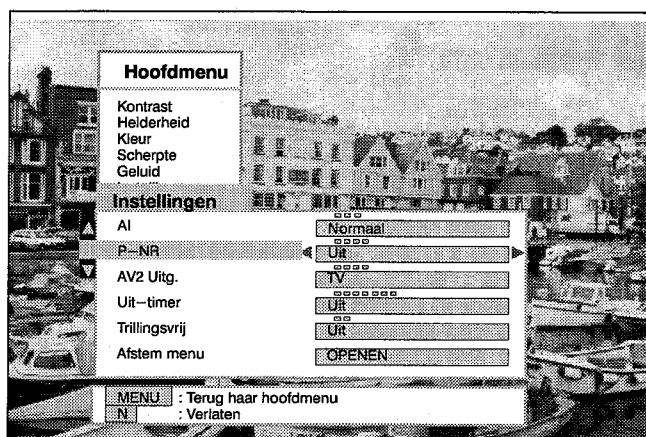 Hoofdmenu
Kontrast
Helderheid
Kleur
Scherpte
Geluid
Instellingen
AI Normaal
P-NR Uit
AV2 Uitg. TV
Uit-timer Uit
Trillingsvrij Uit
Afstem menu OPENEN
MENU : Terug haar hoofdmenu
N : Verlaten